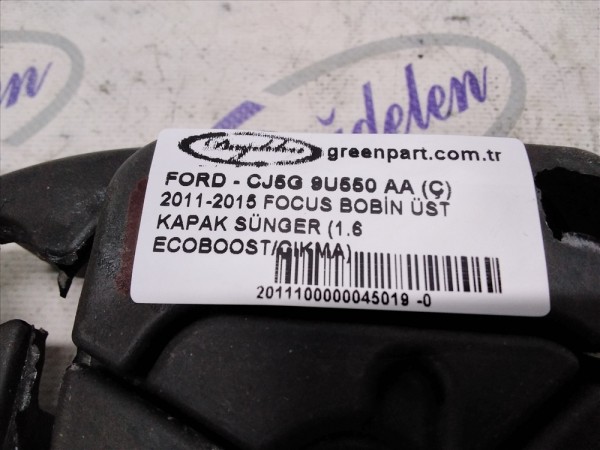 greenpart.com.tr
FORD - CJ5G 9U550 AA (Ç)
2011-2015 FOCUS BOBİN ÜST
KAPAK SÜNGER (1.6
ECOBOOST/ÇIKMA)
2011100000045019 -0